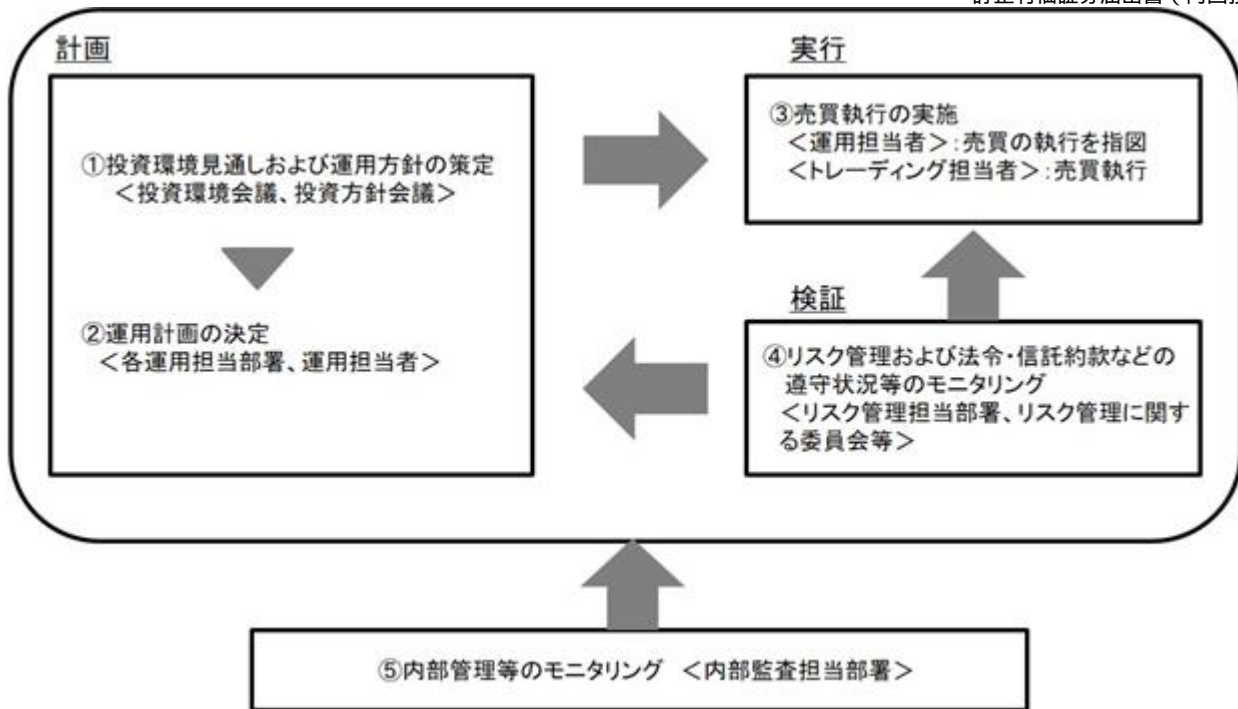 計画
①投資環境見通しおよび運用方針の策定
＜投資環境会議、投資方針会議＞
②運用計画の決定
＜各運用担当部署、運用担当者＞
実行
③売買執行の実施
＜運用担当者＞：売買の執行を指図
＜トレーディング担当者＞：売買執行
検証
④リスク管理および法令・信託約款などの
遵守状況等のモニタリング
＜リスク管理担当部署、リスク管理に関す
る委員会等＞
⑤内部管理等のモニタリング ＜内部監査担当部署＞